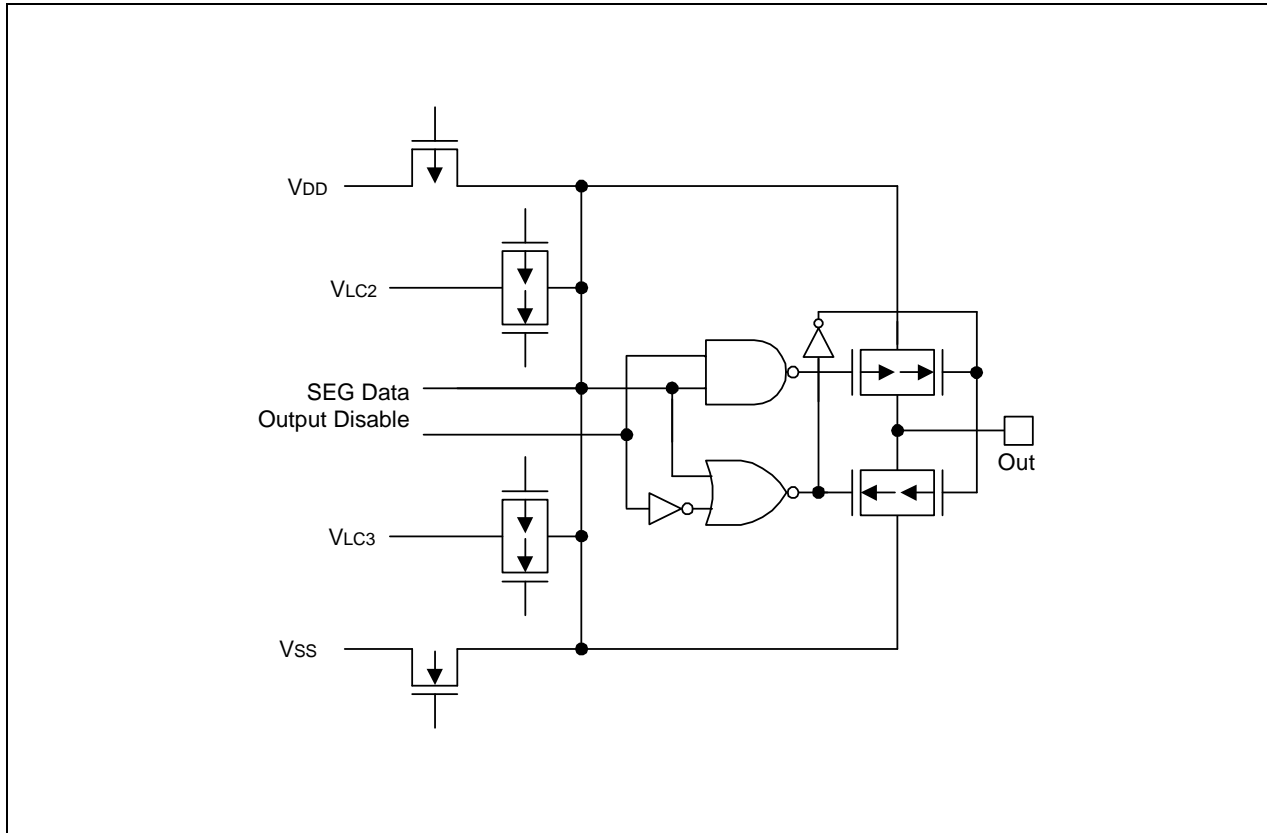 VDD
VLC2
SEG Data
Output Disable
Out
VLC3
VSS